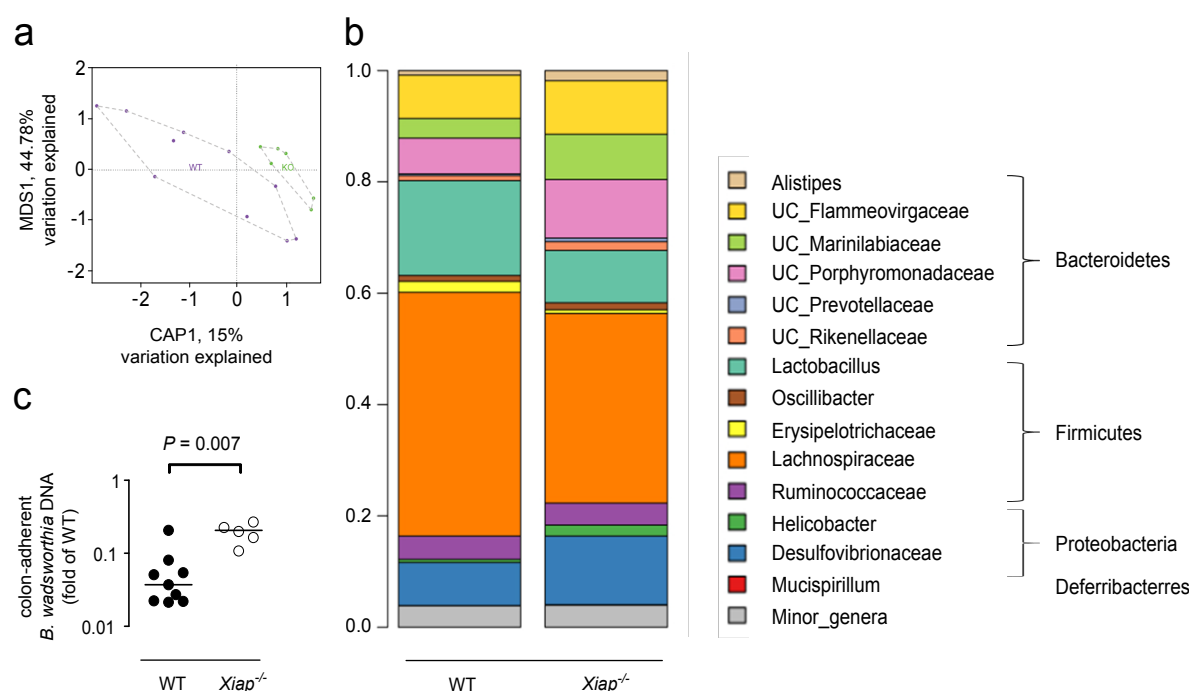 a
MDS1, 44.78%
variation explained
2
1
0
-1
-2
WT
KO
-2
-1
0
1
CAP1, 15%
variation explained
b
1.0
0.8
0.6
0.4
0.2
0.0
WT
Xiap-/-
Alistipes
UC_Flammeovirgaceae
UC_Marinilabiaceae
UC_Porphyromonadaceae
UC_Prevotellaceae
UC_Rikenellaceae
Lactobacillus
Oscillibacter
Erysipelotrichaceae
Lachnospiraceae
Ruminococcaceae
Helicobacter
Desulfovibrionaceae
Mucispirillum
Minor_genera
Bacteroidetes
Firmicutes
Proteobacteria
Deferribacterres
c
P = 0.007
colon-adherent
B. wadsworthia DNA
(fold of WT)
1
0.1
0.01
WT
Xiap-/-